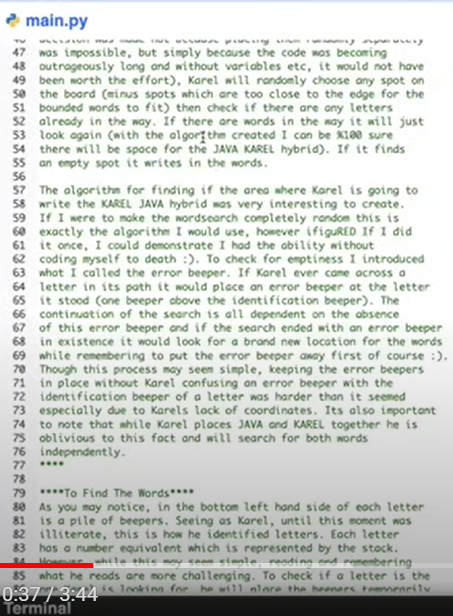 main.py
46 decision was made not because placing them randomly separately
47 was impossible, but simply because the code was becoming
48 outrageously long and without variables etc, it would not have
49 been worth the effort), Karel will randomly choose any spot on
50 the board (minus spots which are too close to the edge for the
51 bounded words to fit) then check if there are any letters
52 already in the way. If there are words in the way it will just
53 look again (with the algorithm created I can be %100 sure
54 there will be space for the JAVA KAREL hybrid). If it finds
55 an empty spot it writes in the words.
56
57 The algorithm for finding if the area where Karel is going to
58 write the KAREL JAVA hybrid was very interesting to create.
59 If I were to make the wordsearch completely random this is
60 exactly the algorithm I would use, however ifiguRED If I did
61 it once, I could demonstrate I had the ability without
62 coding myself to death :). To check for emptiness I introduced
63 what I called the error beeper. If Karel ever came across a
64 letter in its path it would place an error beeper at the letter
65 it stood (one beeper above the identification beeper). The
66 continuation of the search is all dependent on the absence
67 of this error beeper and if the search ended with an error beeper
68 in existence it would look for a brand new location for the words
69 while remembering to put the error beeper away first of course :).
70 Though this process may seem simple, keeping the error beepers
71 in place without Karel confusing an error beeper with the
72 identification beeper of a letter was harder than it seemed
73 especially due to Karels lack of coordinates. Its also important
74 to note that while Karel places JAVA and KAREL together he is
75 oblivious to this fact and will search for both words
76 independently.
77 ****
78
79 ****To Find The Words****
80 As you may notice, in the bottom left hand side of each letter
81 is a pile of beepers. Seeing as Karel, until this moment was
82 illiterate, this is how he identified letters. Each letter
83 has a number equivalent which is represented by the stack.
84 However, while this may seem simple, reading and remembering
85 what he reads are more challenging. To check if a letter is the
is looking for, he will place the beepers temporarily
0:37 / 3:44
Terminal